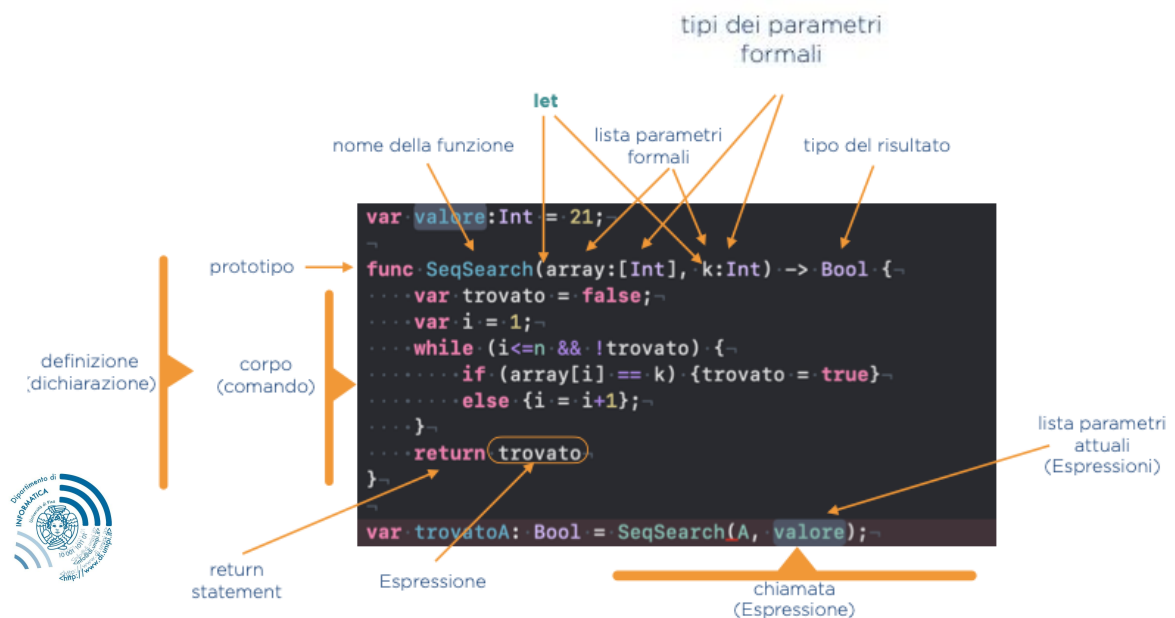 tipi dei parametri
formali
let
nome della funzione
lista parametri
formali
tipo del risultato
var valore:Int = 21;
prototipo
func SeqSearch(array:[Int], k:Int) -> Bool {
var trovato = false;
var i = 1;
while (i<=n && !trovato) {
if (array[i] == k) {trovato = true}
else {i = i+1};
}
return trovato
}
var trovatoA: Bool = SeqSearch(A, valore);
definizione
(dichiarazione)
corpo
(comando)
lista parametri
attuali
(Espressioni)
return
statement
Espressione
chiamata
(Espressione)
Dipartimento di
INFORMATICA